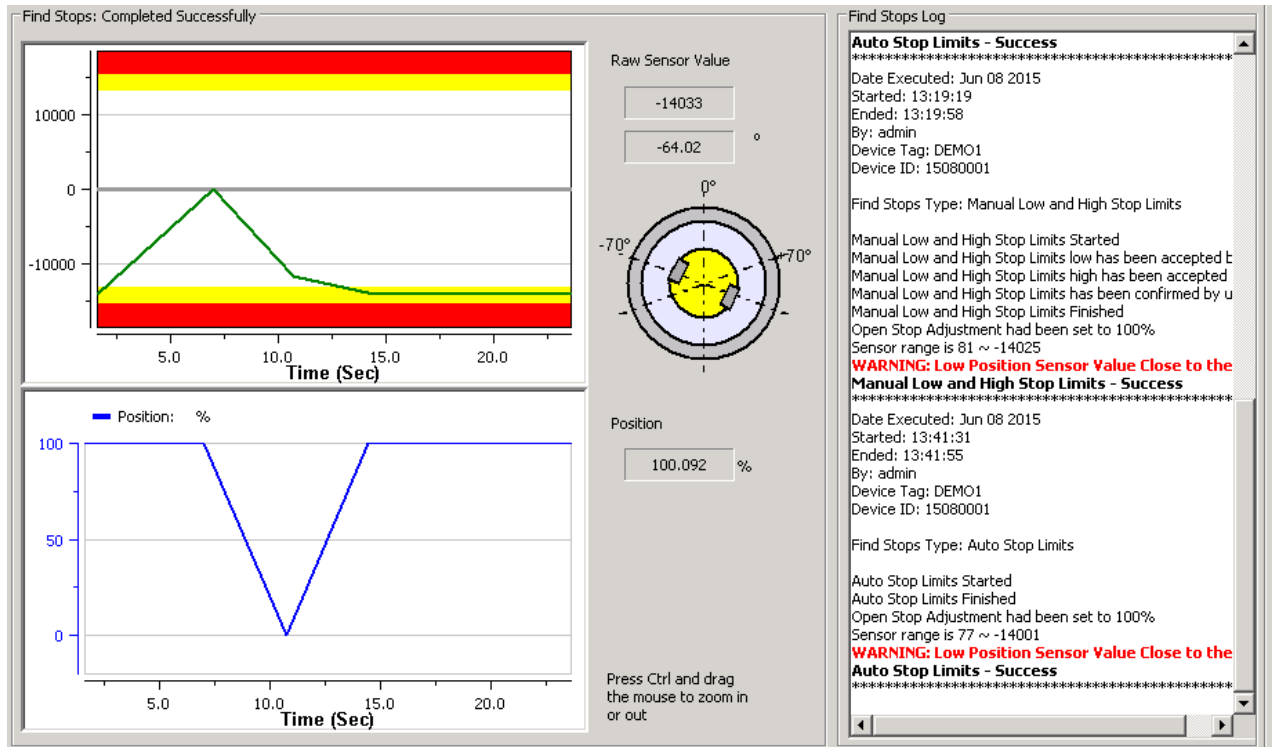 Find Stops: Completed Successfully
10000
0
-10000
5.0
10.0
15.0
20.0
Time (Sec)
Position: %
100
50
0
5.0
10.0
15.0
20.0
Time (Sec)
Raw Sensor Value
-14033
-64.02 °
0°
-70°
+70°
Position
100.092 %
Press Ctrl and drag
the mouse to zoom in
or out
Find Stops Log
Auto Stop Limits - Success
******************************************************
Date Executed: Jun 08 2015
Started: 13:19:19
Ended: 13:19:58
By: admin
Device Tag: DEMO1
Device ID: 15080001
Find Stops Type: Manual Low and High Stop Limits
Manual Low and High Stop Limits Started
Manual Low and High Stop Limits low has been accepted
Manual Low and High Stop Limits high has been accepted
Manual Low and High Stop Limits has been confirmed by
Manual Low and High Stop Limits Finished
Open Stop Adjustment had been set to 100%
Sensor range is 81 ~ -14025
WARNING: Low Position Sensor Value Close to the
Manual Low and High Stop Limits - Success
******************************************************
Date Executed: Jun 08 2015
Started: 13:41:31
Ended: 13:41:55
By: admin
Device Tag: DEMO1
Device ID: 15080001
Find Stops Type: Auto Stop Limits
Auto Stop Limits Started
Auto Stop Limits Finished
Open Stop Adjustment had been set to 100%
Sensor range is 77 ~ -14001
WARNING: Low Position Sensor Value Close to the
Auto Stop Limits - Success
******************************************************